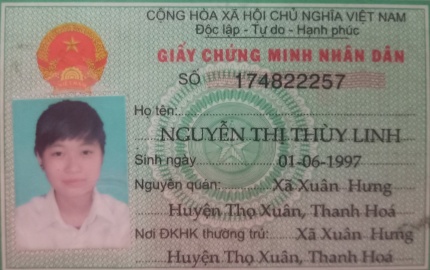 CỘNG HÒA XÃ HỘI CHỦ NGHĨA VIỆT NAM
Độc lập - Tự do - Hạnh phúc
GIẤY CHỨNG MINH NHÂN DÂN
SỐ 174822257
Họ tên: NGUYỄN THỊ THÙY LINH
Sinh ngày 01-06-1997
Nguyên quán: Xã Xuân Hưng
Huyện Thọ Xuân, Thanh Hoá
Nơi ĐKHK thường trú: Xã Xuân Hưng
Huyện Thọ Xuân, Thanh Hoá